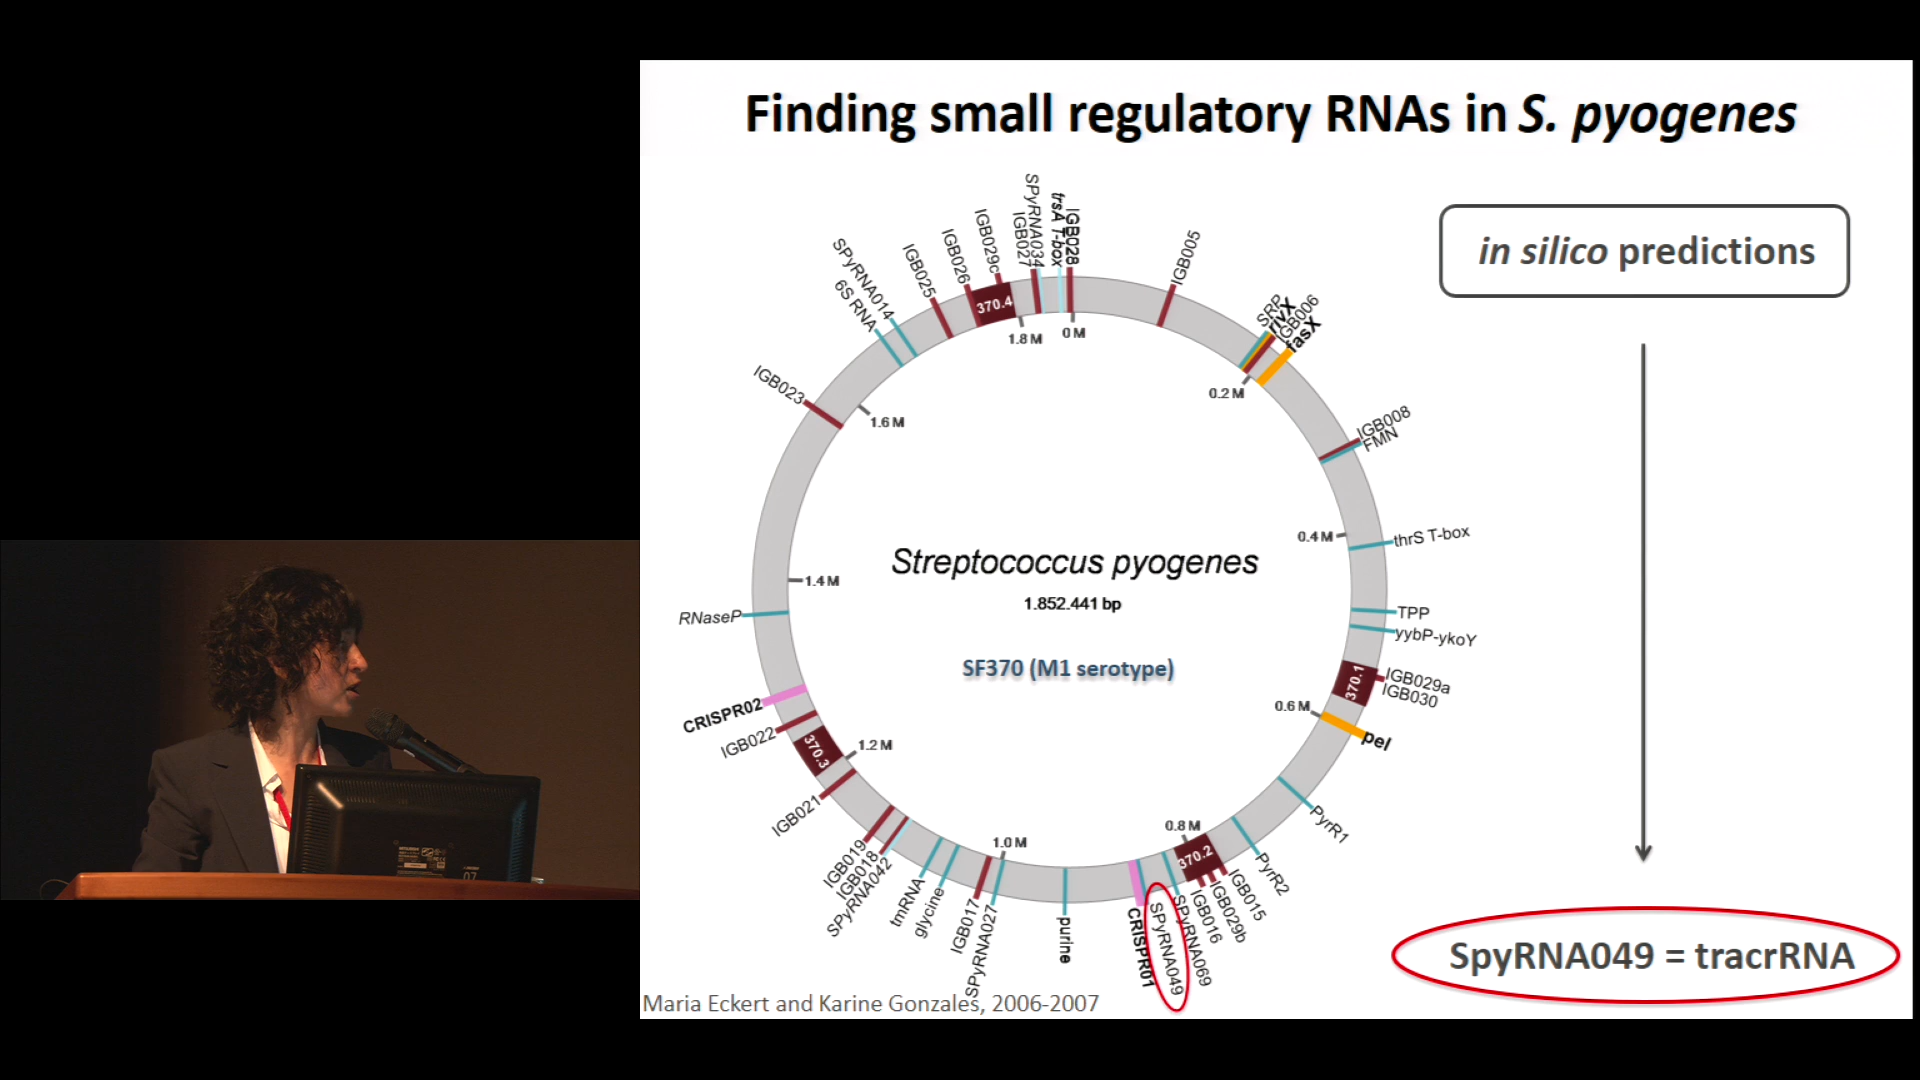 Finding small regulatory RNAs in S. pyogenes
in silico predictions
SPyRNA034
IGB027
trsA T-box
IGB028
IGB005
SRP
rivX
IGB006
fasX
IGB008
FMN
thrS T-box
TPP
yybP-ykoY
370.1
IGB029a
IGB030
pel
PyrR1
PyrR2
370.2
IGB015
IGB029b
IGB016
SPyRNA069
SPyRNA049
CRISPR01
purine
SPyRNA027
IGB017
glycine
tmRNA
SPyRNA042
IGB018
IGB019
IGB021
370.3
IGB022
CRISPR02
RNaseP
IGB023
6S RNA
SPyRNA014
IGB025
IGB026
IGB029c
370.4
0 M
0.2 M
0.4 M
0.6 M
0.8 M
1.0 M
1.2 M
1.4 M
1.6 M
1.8 M
Streptococcus pyogenes
1.852.441 bp
SF370 (M1 serotype)
SpyRNA049 = tracrRNA
Maria Eckert and Karine Gonzales, 2006-2007
07